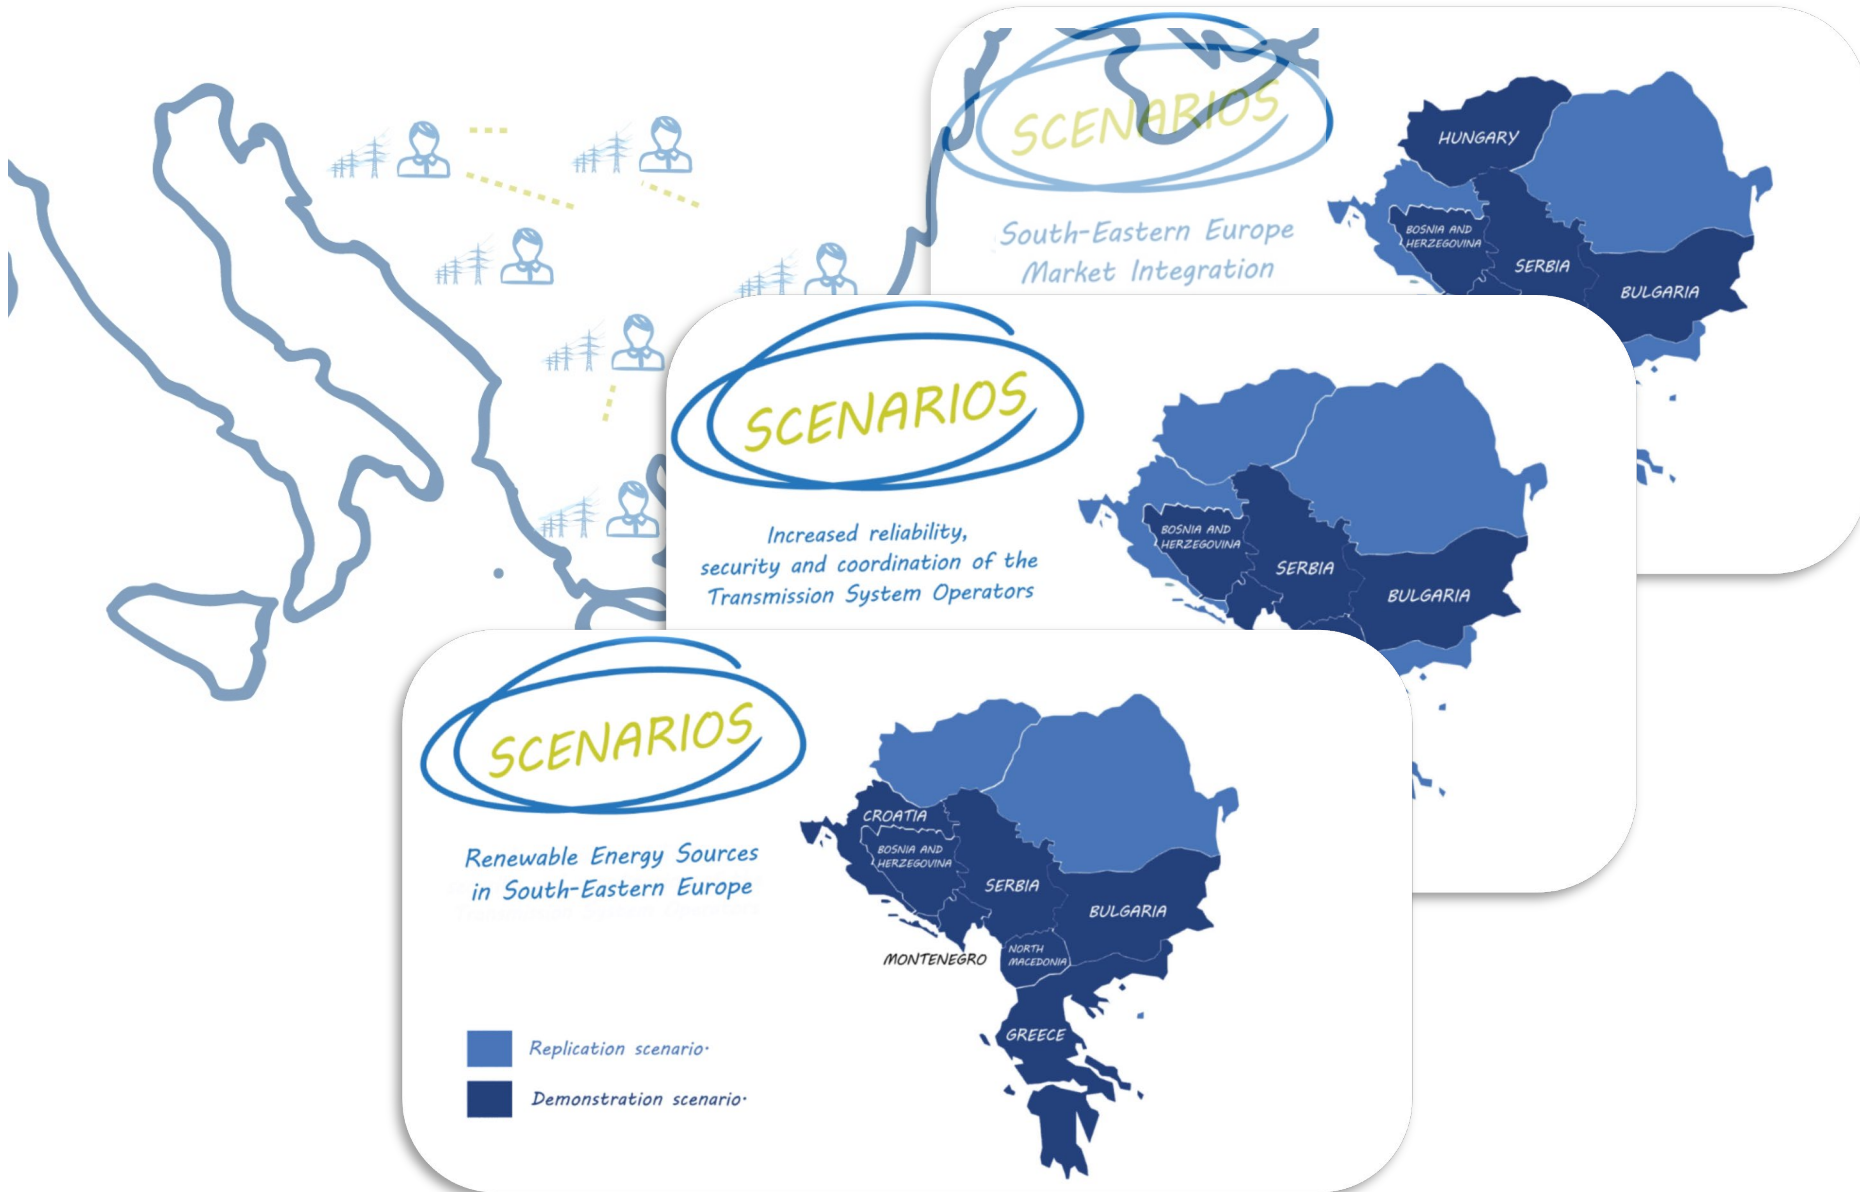 SCENARIOS
South-Eastern Europe
Market Integration
HUNGARY
BOSNIA AND
HERZEGOVINA
SERBIA
BULGARIA
SCENARIOS
Increased reliability,
security and coordination of the
Transmission System Operators
BOSNIA AND
HERZEGOVINA
SERBIA
BULGARIA
SCENARIOS
Renewable Energy Sources
in South-Eastern Europe
CROATIA
BOSNIA AND
HERZEGOVINA
SERBIA
BULGARIA
MONTENEGRO
NORTH
MACEDONIA
GREECE
Replication scenario.
Demonstration scenario.